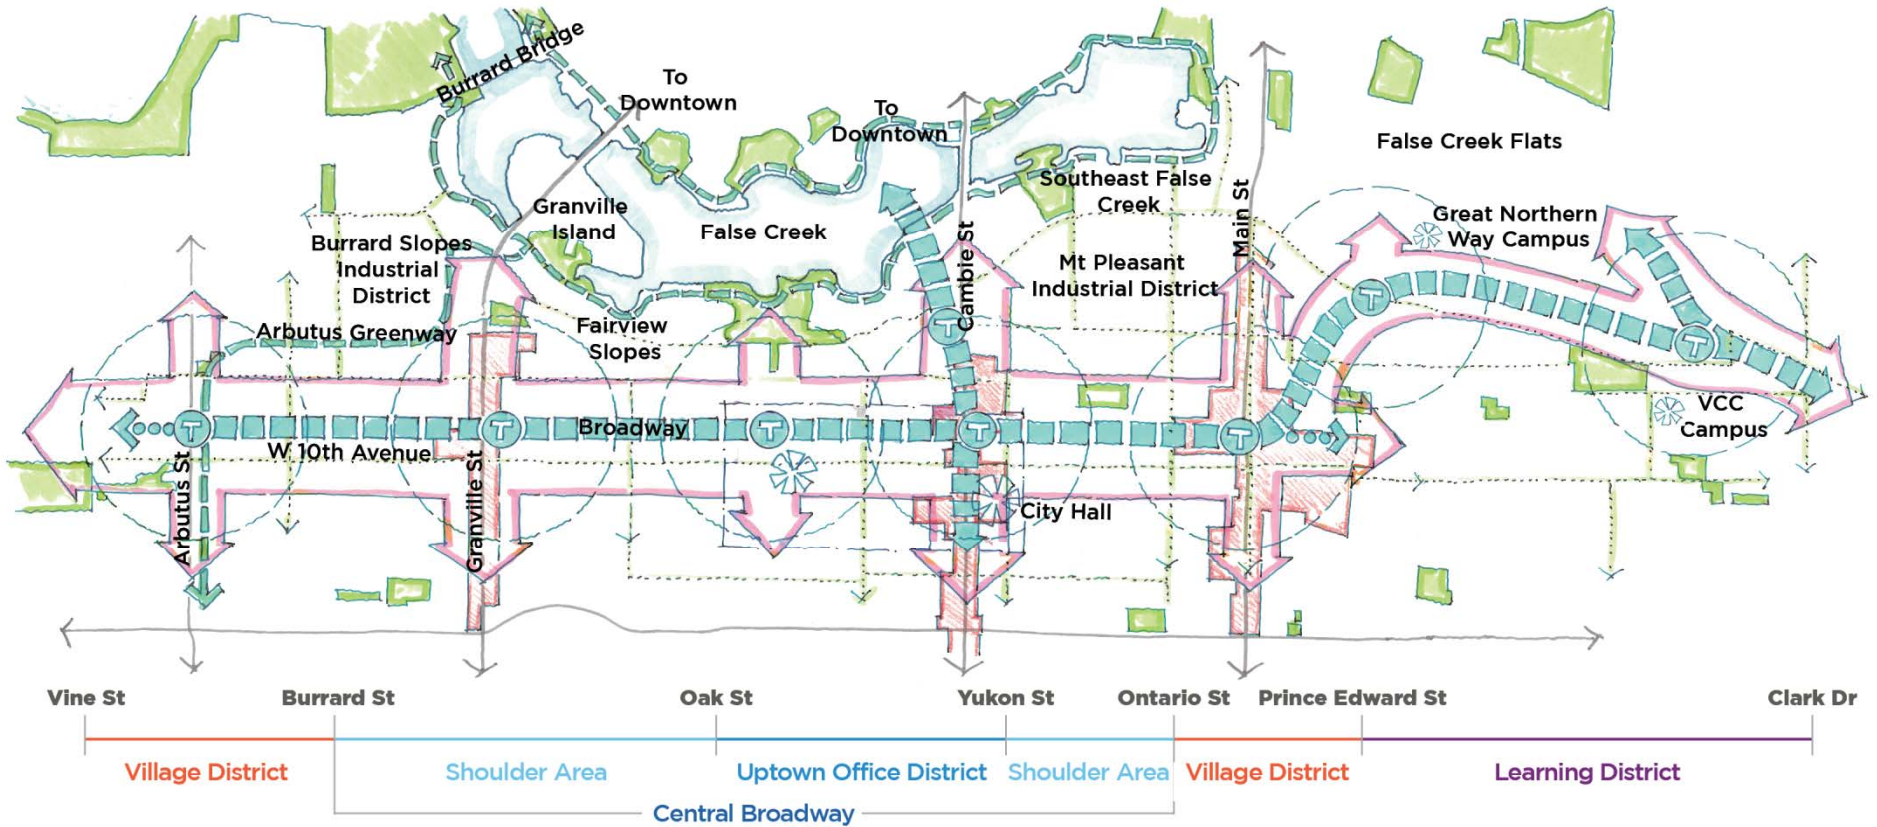 Burrard Bridge
To
Downtown
To
Downtown
False Creek Flats
Southeast False
Creek
Granville
Island
False Creek
Main St
Great Northern
Way Campus
Burrard Slopes
Industrial
District
Cambie St
Mt Pleasant
Industrial District
Arbutus Greenway
Fairview
Slopes
T
T
T
VCC
Campus
T
T
T
T
T
Broadway
W 10th Avenue
Arbutus St
Granville St
City Hall
Vine St
Burrard St
Oak St
Yukon St
Ontario St
Prince Edward St
Clark Dr
Village District
Shoulder Area
Uptown Office District
Shoulder Area
Village District
Learning District
Central Broadway